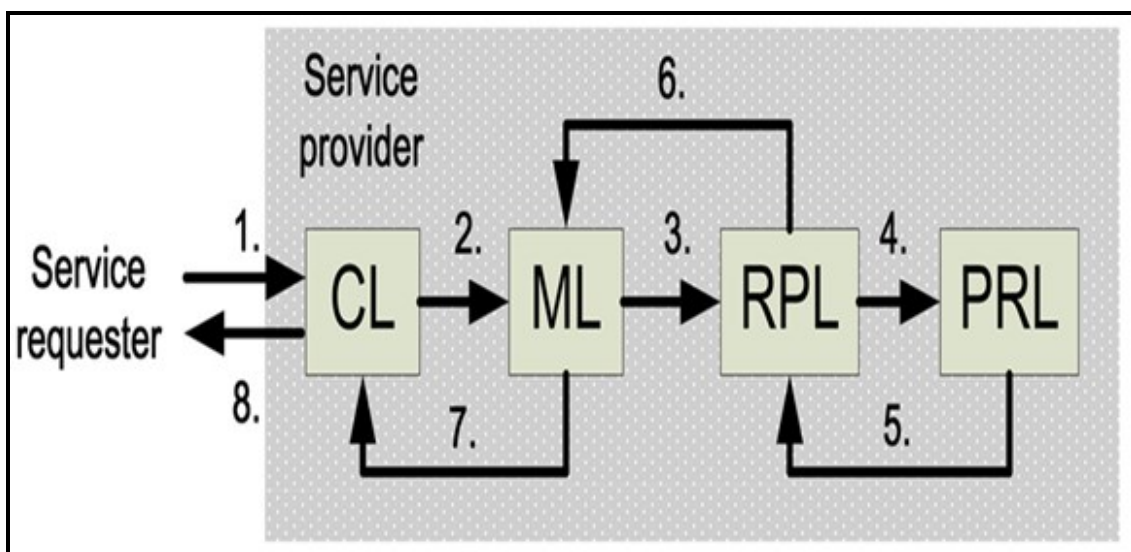 Service
provider
6.
1.
2.
3.
4.
Service
requester
CL
ML
RPL
PRL
8.
7.
5.